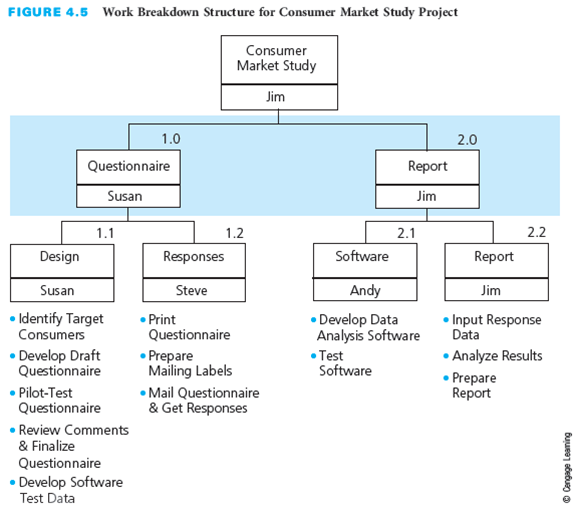 FIGURE 4.5 Work Breakdown Structure for Consumer Market Study Project
Consumer
Market Study
Jim
1.0
2.0
Questionnaire
Susan
Report
Jim
1.1
1.2
2.1
2.2
Design
Susan
Responses
Steve
Software
Andy
Report
Jim
• Identify Target
Consumers
• Develop Draft
Questionnaire
• Pilot-Test
Questionnaire
• Review Comments
& Finalize
Questionnaire
• Develop Software
Test Data
• Print
Questionnaire
• Prepare
Mailing Labels
• Mail Questionnaire
& Get Responses
• Develop Data
Analysis Software
• Test
Software
• Input Response
Data
• Analyze Results
• Prepare
Report
© Cengage Learning